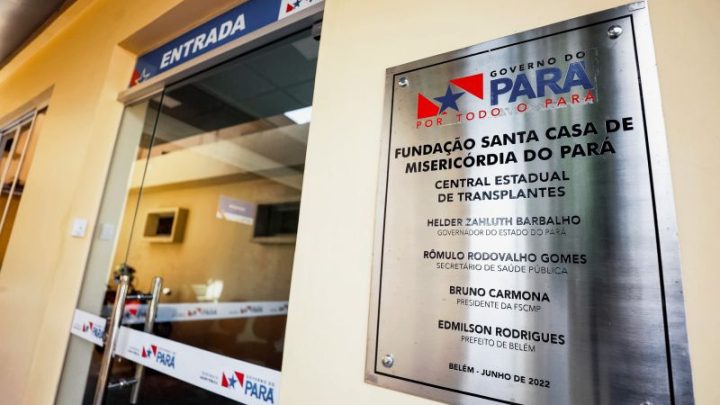 ENTRADA
GOVERNO DO
PARÁ
POR TODO O PARÁ
FUNDAÇÃO SANTA CASA DE
MISERICÓRDIA DO PARÁ
CENTRAL ESTADUAL
DE TRANSPLANTES
HELDER ZAHLUTH BARBALHO
GOVERNADOR DO ESTADO DO PARÁ
RÔMULO RODOVALHO GOMES
SECRETÁRIO DE SAÚDE PÚBLICA
BRUNO CARMONA
PRESIDENTE DA FSCMP
EDMILSON RODRIGUES
PREFEITO DE BELÉM
BELÉM - JUNHO DE 2022
PARÁ
GOVERNO DO
PARÁ